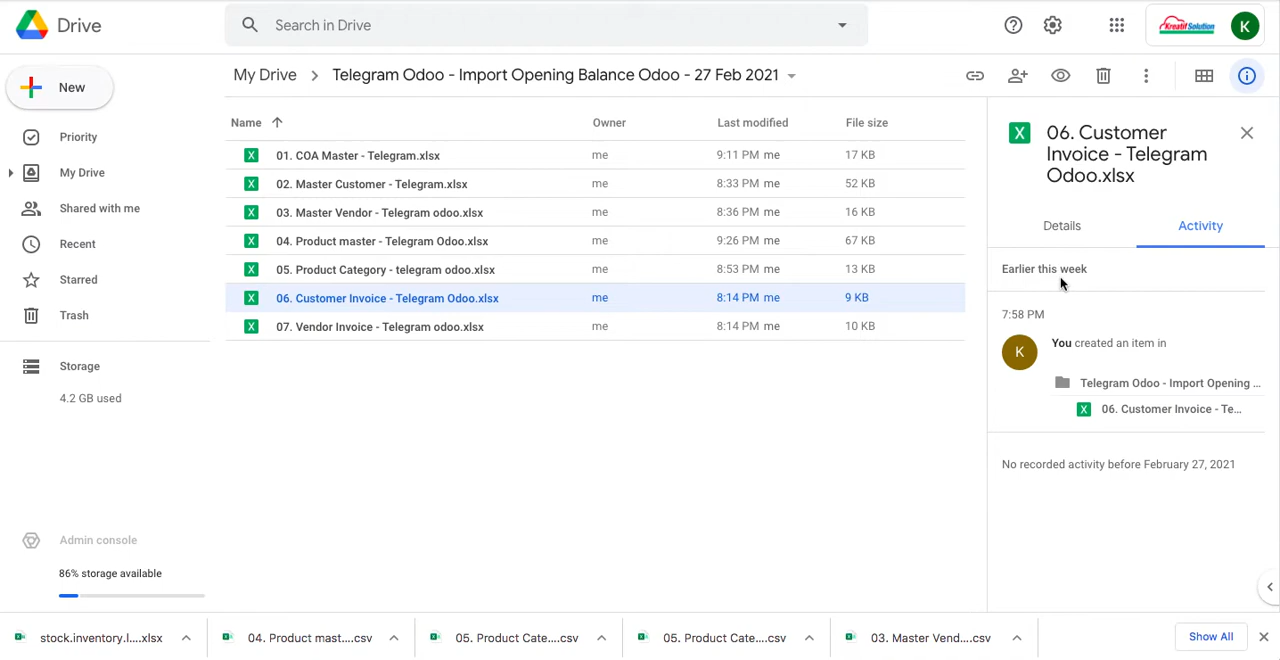 Drive
Search in Drive
Kreatif Solution
K
New
My Drive
Telegram Odoo - Import Opening Balance Odoo - 27 Feb 2021
Priority
My Drive
Shared with me
Recent
Starred
Trash
Storage
4.2 GB used
Admin console
86% storage available
Name Owner Last modified File size
01. COA Master - Telegram.xlsx me 9:11 PM me 17 KB
02. Master Customer - Telegram.xlsx me 8:33 PM me 52 KB
03. Master Vendor - Telegram odoo.xlsx me 8:36 PM me 16 KB
04. Product master - Telegram Odoo.xlsx me 9:26 PM me 67 KB
05. Product Category - telegram odoo.xlsx me 8:53 PM me 13 KB
06. Customer Invoice - Telegram Odoo.xlsx me 8:14 PM me 9 KB
07. Vendor Invoice - Telegram odoo.xlsx me 8:14 PM me 10 KB
06. Customer
Invoice - Telegram
Odoo.xlsx
Details Activity
Earlier this week
7:58 PM
K
You created an item in
Telegram Odoo - Import Opening ...
06. Customer Invoice - Te...
No recorded activity before February 27, 2021
stock.inventory.l....xlsx
04. Product mast....csv
05. Product Cate....csv
05. Product Cate....csv
03. Master Vend....csv
Show All